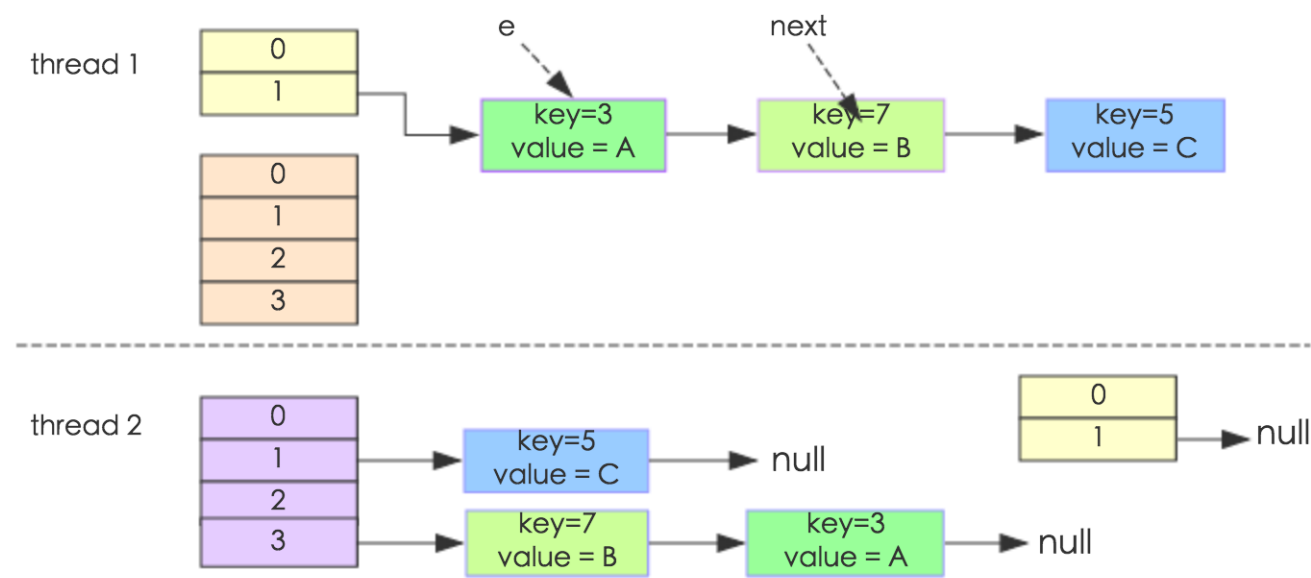 e
next
thread 1
0
1
key=3
value = A
key=7
value = B
key=5
value = C
0
1
2
3
thread 2
0
1
2
3
key=5
value = C
null
key=7
value = B
key=3
value = A
null
0
1
null